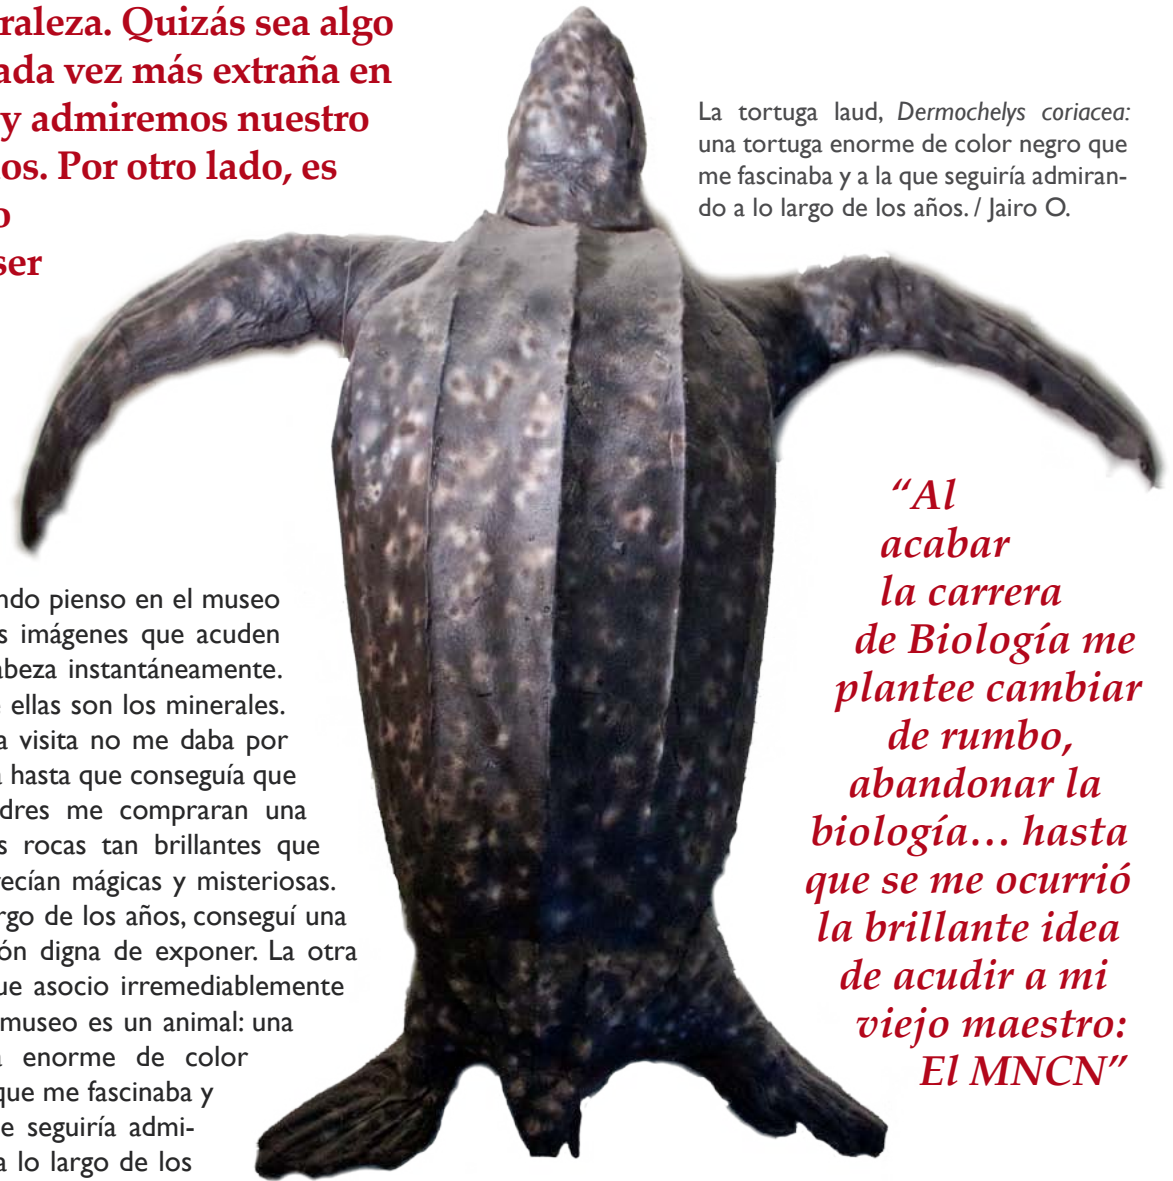 raleza. Quizás sea algo
ada vez más extraña en
y admiremos nuestro
os. Por otro lado, es
o
ser
La tortuga laud, Dermochelys coriacea:
una tortuga enorme de color negro que
me fascinaba y a la que seguiría admiran-
do a lo largo de los años. / Jairo O.
ndo pienso en el museo
s imágenes que acuden
abeza instantáneamente.
e ellas son los minerales.
a visita no me daba por
a hasta que conseguía que
dres me compraran una
s rocas tan brillantes que
recían mágicas y misteriosas.
rgo de los años, conseguí una
ón digna de exponer. La otra
ue asocio irremediablemente
museo es un animal: una
a enorme de color
que me fascinaba y
e seguiría admi-
a lo largo de los
“Al
acabar
la carrera
de Biología me
plantee cambiar
de rumbo,
abandonar la
biología… hasta
que se me ocurrió
la brillante idea
de acudir a mi
viejo maestro:
El MNCN”